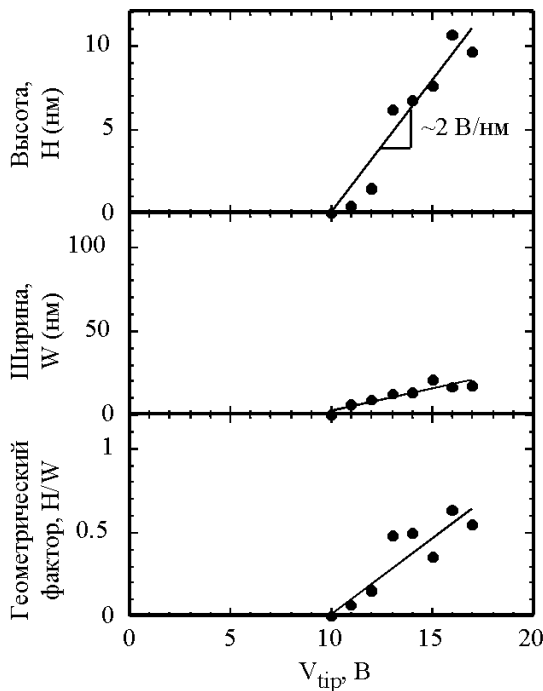 Высота,
H (нм)
10
5
0
~2 В/нм
Ширина,
W (нм)
100
50
0
Геометрический
фактор, H/W
1
0.5
0
0
5
10
15
20
Vtip, В